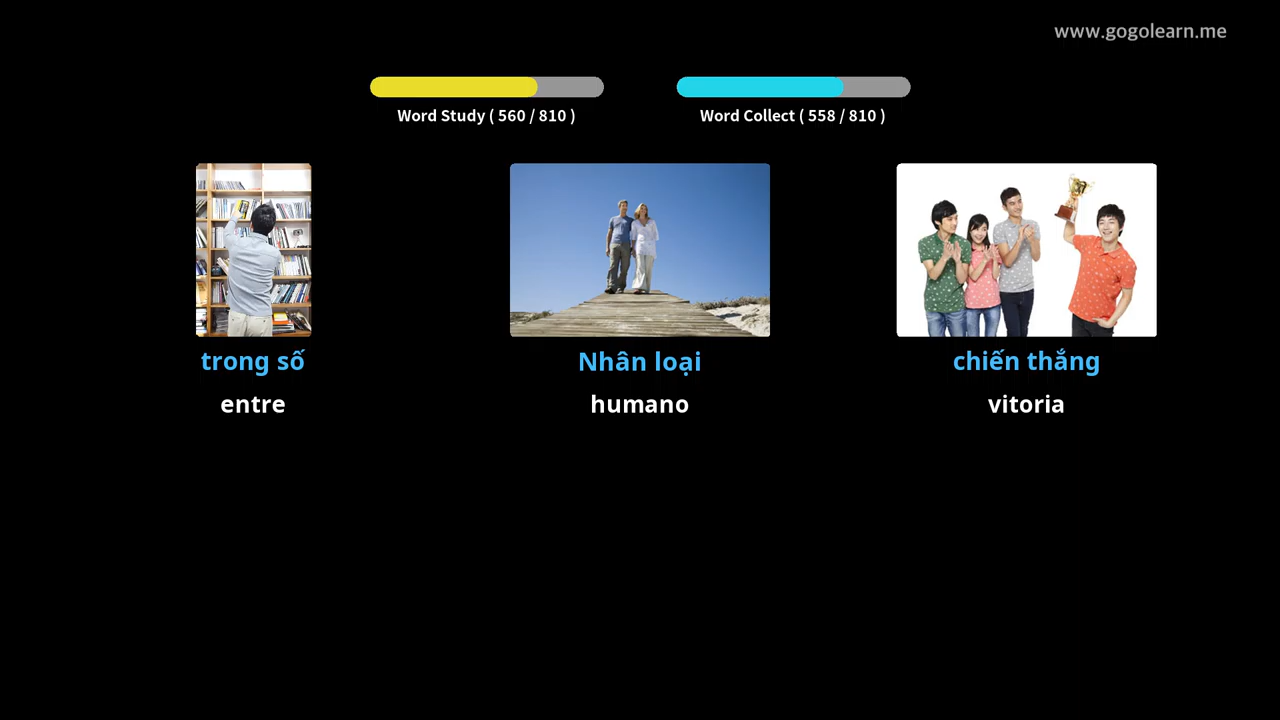 www.gogolearn.me
Word Study ( 560 / 810 )
Word Collect ( 558 / 810 )
trong số
Nhân loại
chiến thắng
entre
humano
vitoria